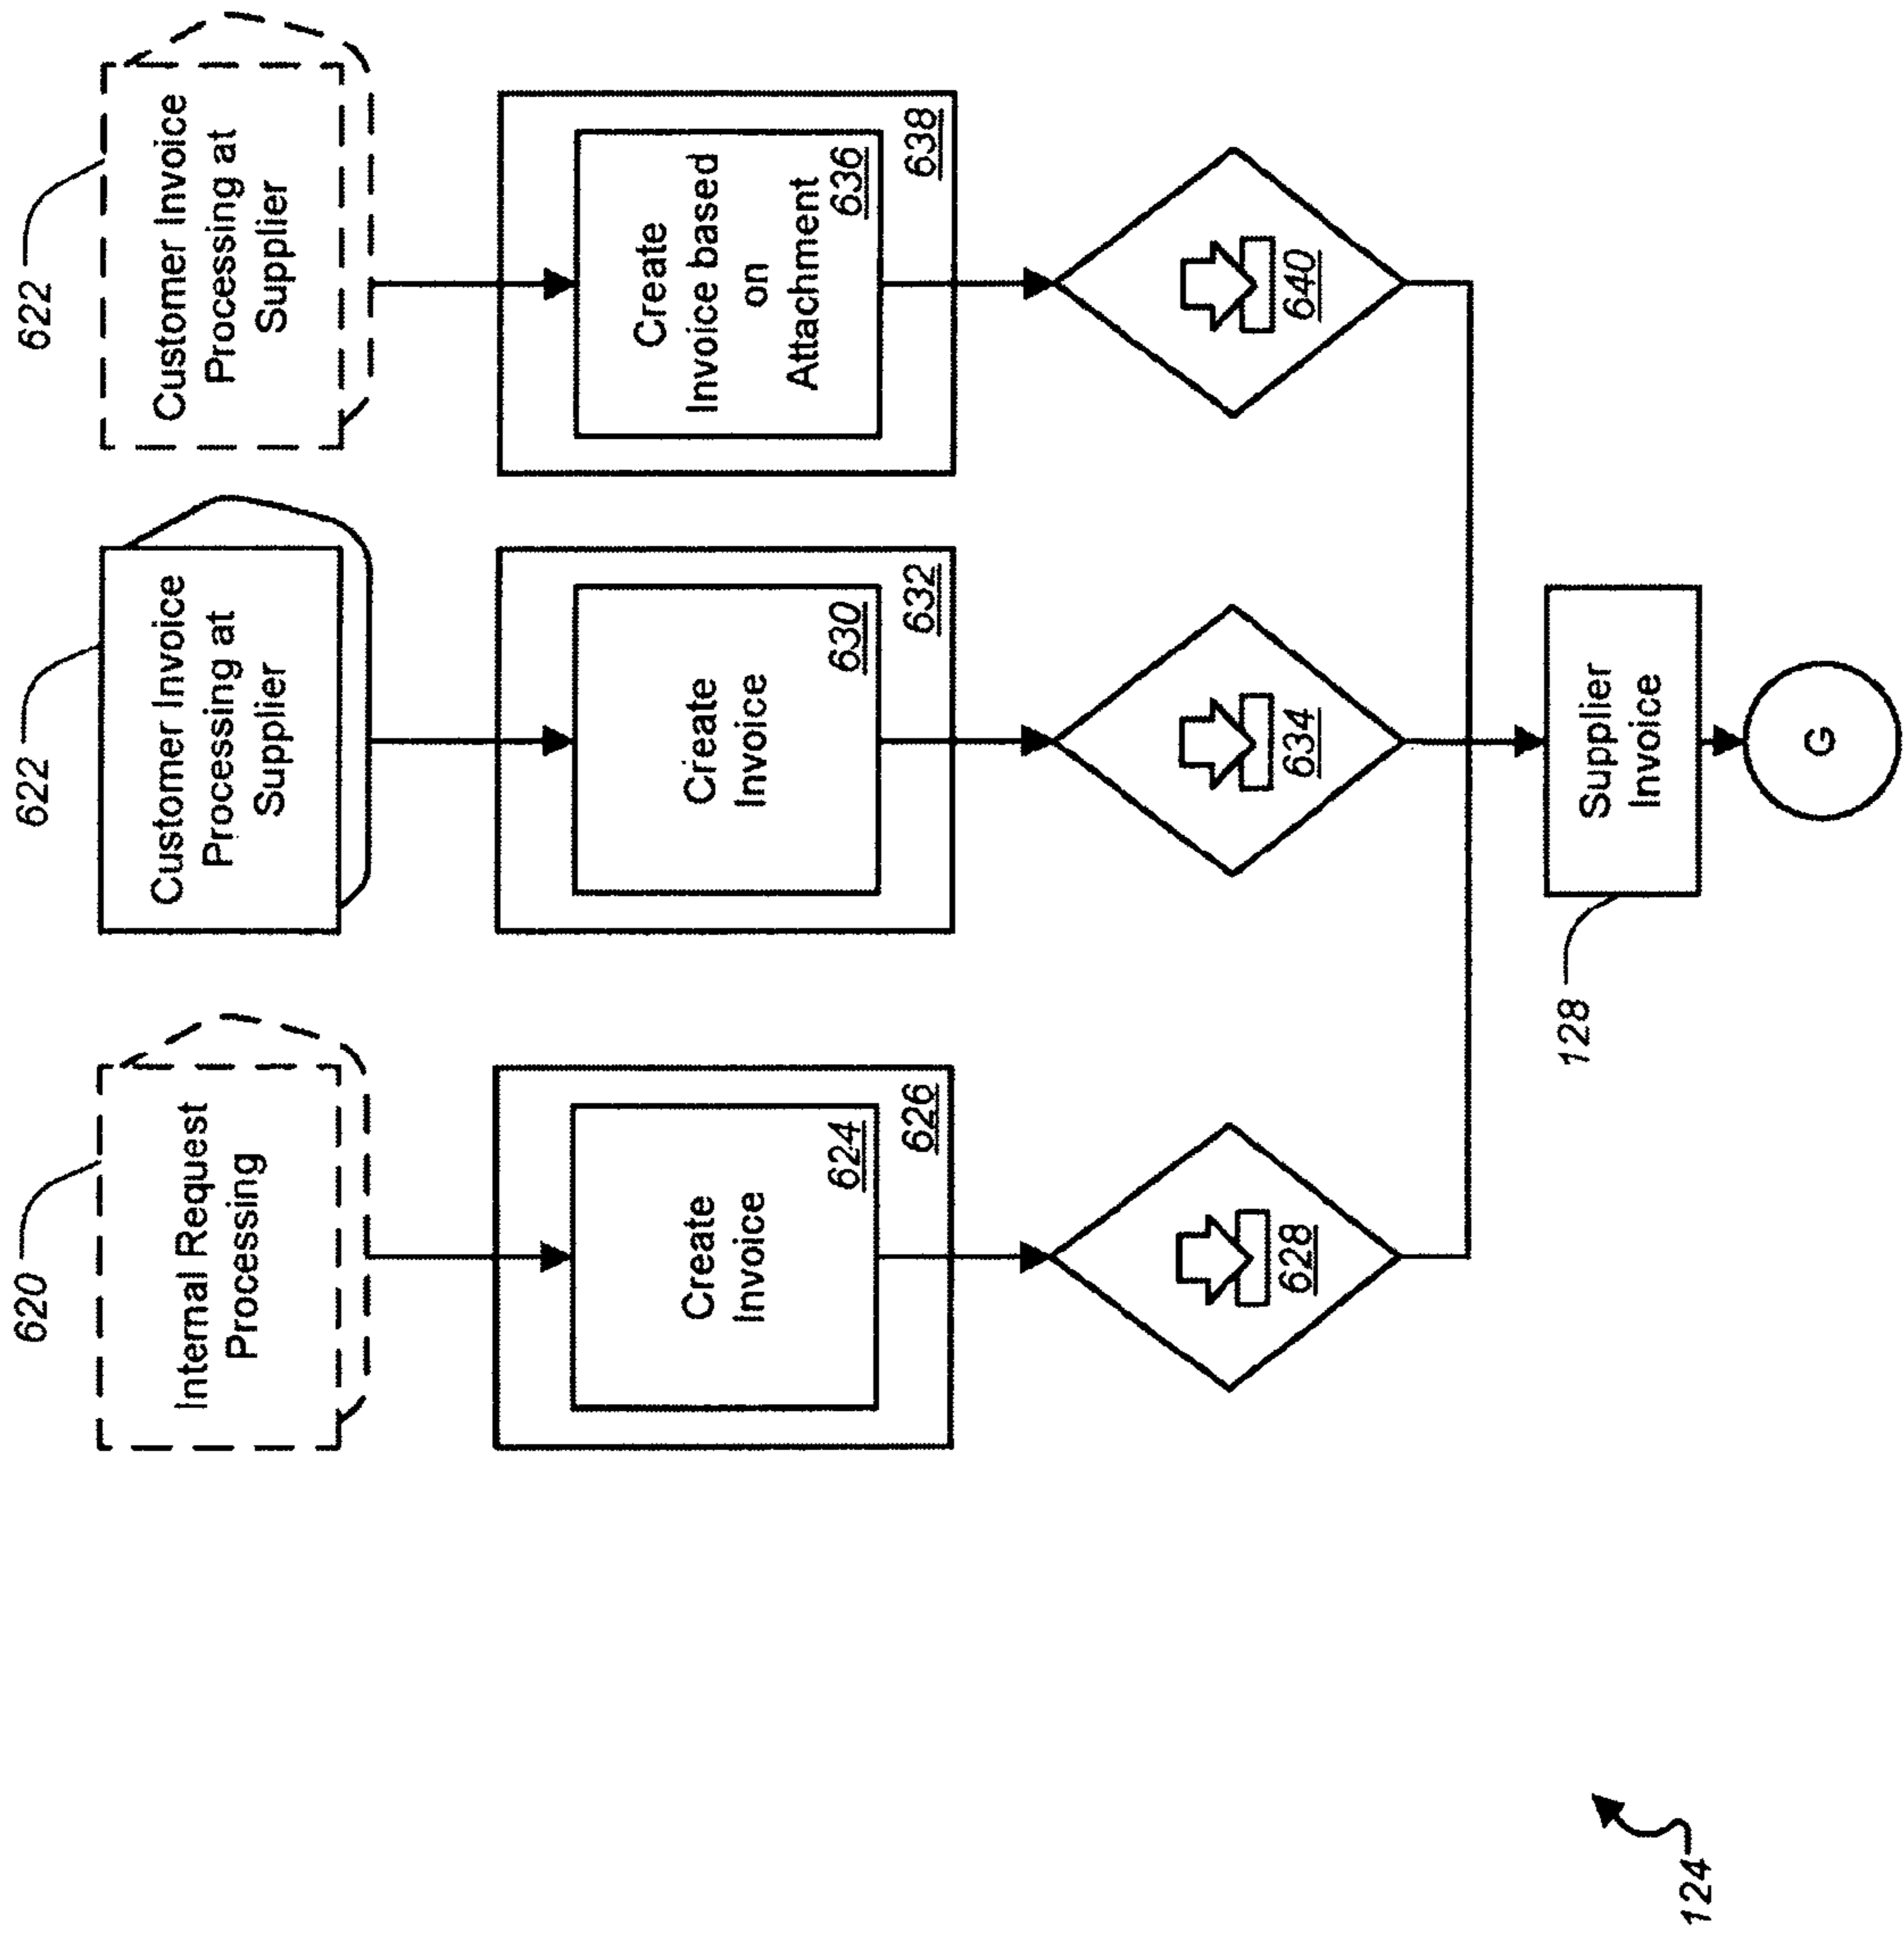 620
Internal Request
Processing
622
Customer Invoice
Processing at
Supplier
622
Customer Invoice
Processing at
Supplier
Create
Invoice
624
626
Create
Invoice
630
632
Create
Invoice based
on
Attachment
636
638
628
634
640
128
Supplier
Invoice
G
124